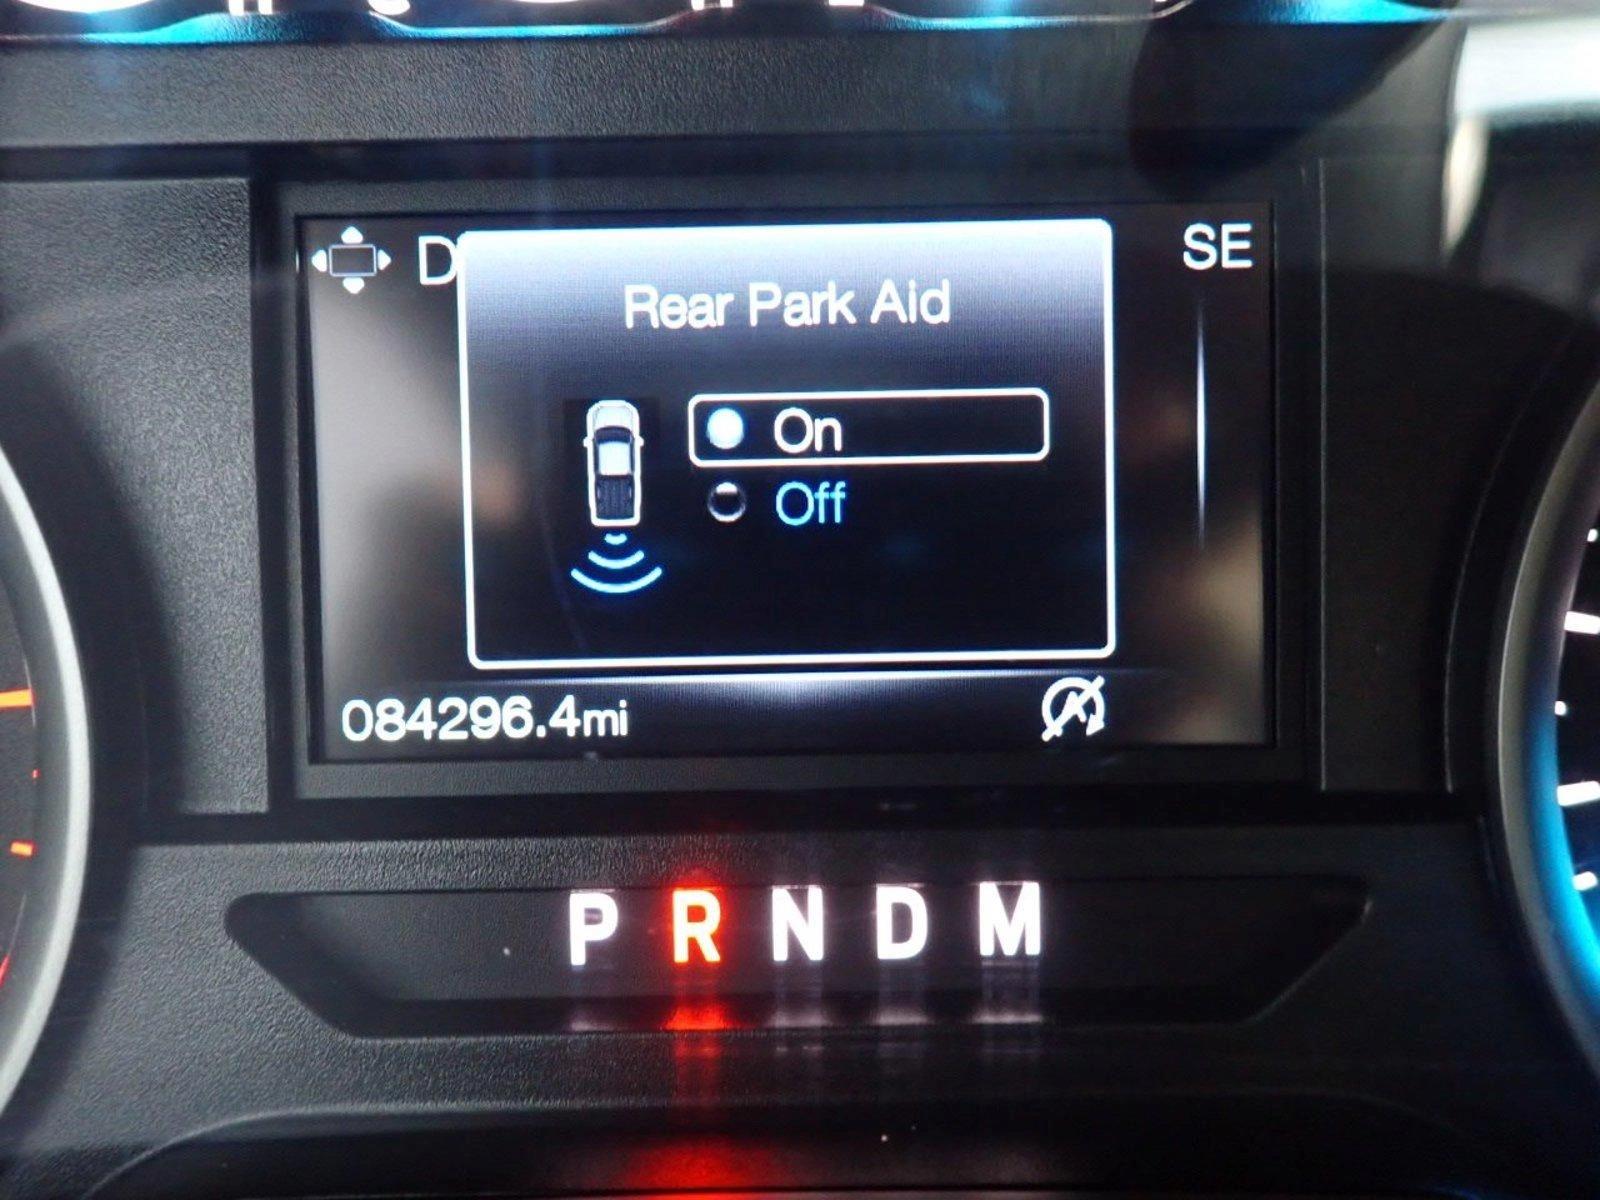 D
SE
Rear Park Aid
On
Off
084296.4mi
P R N D M